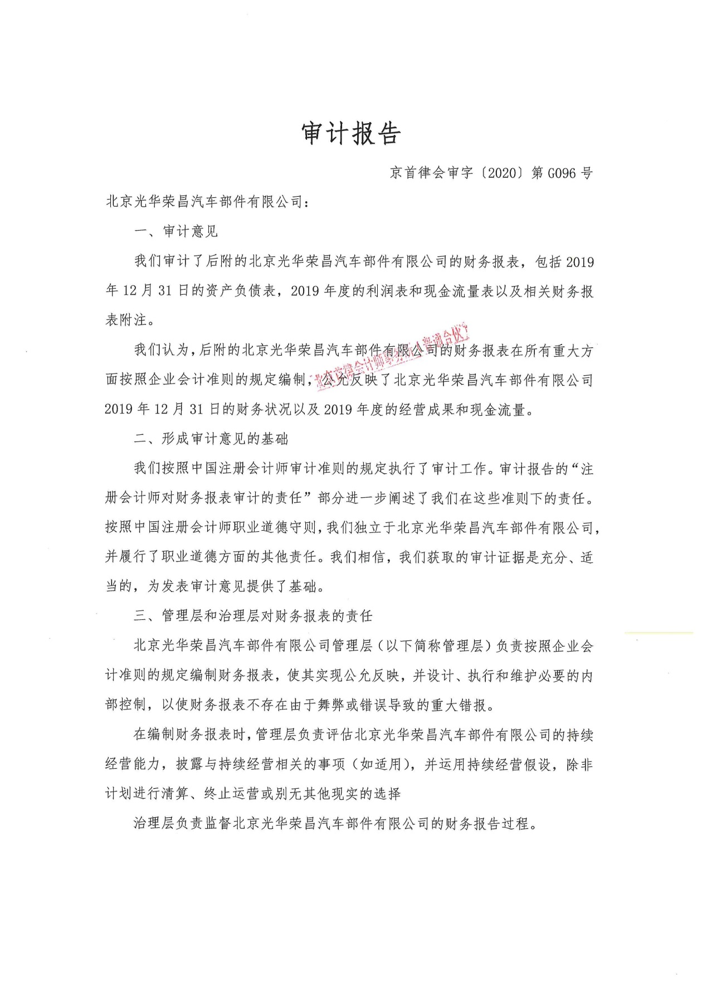 审计报告
京首律会审字〔2020〕第 G096 号
北京光华荣昌汽车部件有限公司:
一、审计意见
我们审计了后附的北京光华荣昌汽车部件有限公司的财务报表，包括 2019
年 12 月 31 日的资产负债表，2019 年度的利润表和现金流量表以及相关财务报
表附注。
我们认为，后附的北京光华荣昌汽车部件有限公司的财务报表在所有重大方
面按照企业会计准则的规定编制，公允反映了北京光华荣昌汽车部件有限公司
2019 年 12 月 31 日的财务状况以及 2019 年度的经营成果和现金流量。
北京首律会计师事务所（普通合伙）
二、形成审计意见的基础
我们按照中国注册会计师审计准则的规定执行了审计工作。审计报告的“注
册会计师对财务报表审计的责任”部分进一步阐述了我们在这些准则下的责任。
按照中国注册会计师职业道德守则，我们独立于北京光华荣昌汽车部件有限公司，
并履行了职业道德方面的其他责任。我们相信，我们获取的审计证据是充分、适
当的，为发表审计意见提供了基础。
三、管理层和治理层对财务报表的责任
北京光华荣昌汽车部件有限公司管理层（以下简称管理层）负责按照企业会
计准则的规定编制财务报表，使其实现公允反映，并设计、执行和维护必要的内
部控制，以使财务报表不存在由于舞弊或错误导致的重大错报。
在编制财务报表时，管理层负责评估北京光华荣昌汽车部件有限公司的持续
经营能力，披露与持续经营相关的事项（如适用），并运用持续经营假设，除非
计划进行清算、终止运营或别无其他现实的选择
治理层负责监督北京光华荣昌汽车部件有限公司的财务报告过程。